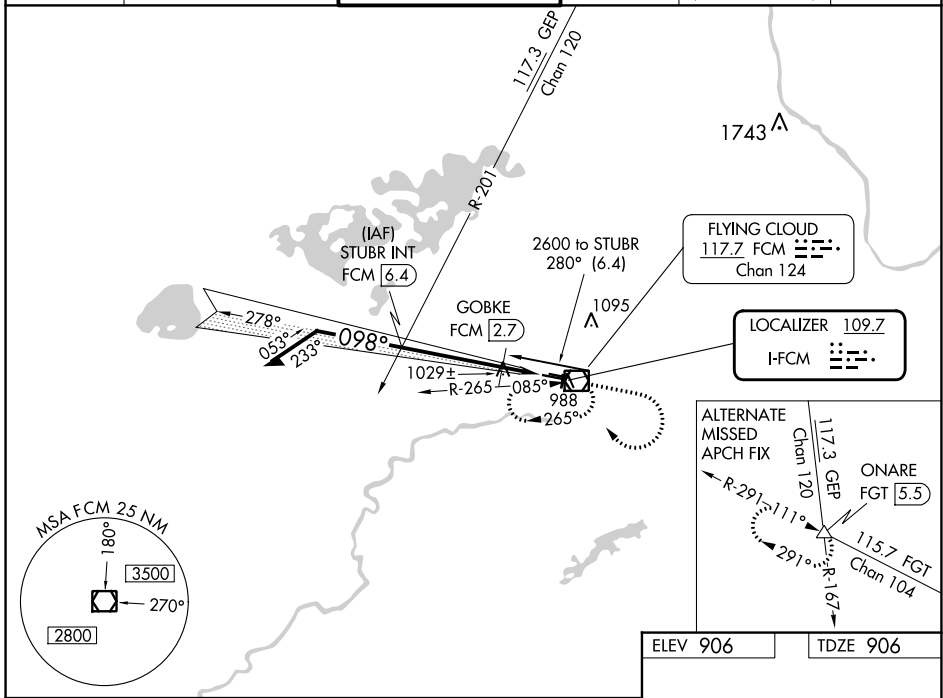 117.3 GEP
Chan 120
1743
R-201
(IAF)
STUBR INT
FCM 6.4
2600 to STUBR
280° (6.4)
FLYING CLOUD
117.7 FCM
Chan 124
GOBKE
FCM 2.7
1095
LOCALIZER 109.7
I-FCM
278°
098°
053°
233°
1029±
R-265
085°
988
265°
ALTERNATE
MISSED
APCH FIX
117.3 GEP
Chan 120
ONARE
FGT 5.5
R-291
111°
291°
115.7 FGT
Chan 104
R-167
MSA FCM 25 NM
180°
3500
270°
2800
ELEV 906
TDZE 906